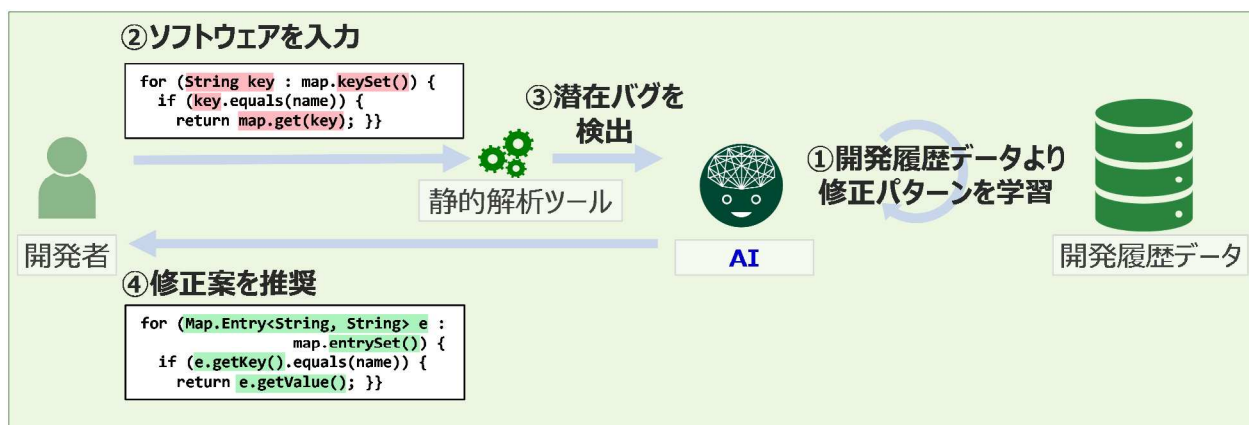 ②ソフトウェアを入力
for (String key : map.keySet()) {
if (key.equals(name)) {
return map.get(key); }}
③潜在バグを
検出
①開発履歴データより
修正パターンを学習
静的解析ツール
開発者
AI
開発履歴データ
④修正案を推奨
for (Map.Entry<String, String> e :
map.entrySet()) {
if (e.getKey().equals(name)) {
return e.getValue(); }}